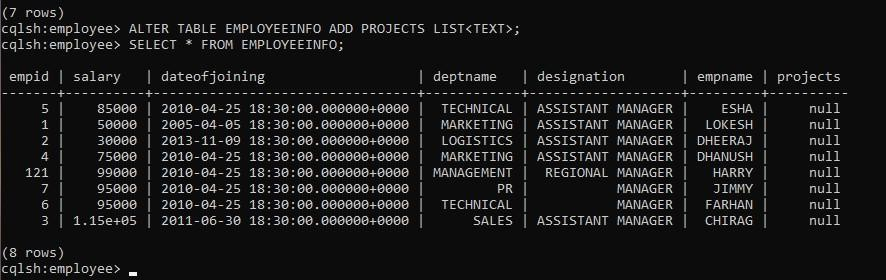 (7 rows)
cqlsh:employee> ALTER TABLE EMPLOYEEINFO ADD PROJECTS LIST<TEXT>;
cqlsh:employee> SELECT * FROM EMPLOYEEINFO;
empid | salary | dateofjoining | deptname | designation | empname | projects
-------+----------+---------------------------------+------------+-------------------+---------+----------
5 | 85000 | 2010-04-25 18:30:00.000000+0000 | TECHNICAL | ASSISTANT MANAGER | ESHA | null
1 | 50000 | 2005-04-05 18:30:00.000000+0000 | MARKETING | ASSISTANT MANAGER | LOKESH | null
2 | 30000 | 2013-11-09 18:30:00.000000+0000 | LOGISTICS | ASSISTANT MANAGER | DHEERAJ | null
4 | 75000 | 2010-04-25 18:30:00.000000+0000 | MARKETING | ASSISTANT MANAGER | DHANUSH | null
121 | 99000 | 2010-04-25 18:30:00.000000+0000 | MANAGEMENT | REGIONAL MANAGER | HARRY | null
7 | 95000 | 2010-04-25 18:30:00.000000+0000 | PR | MANAGER | JIMMY | null
6 | 95000 | 2010-04-25 18:30:00.000000+0000 | TECHNICAL | MANAGER | FARHAN | null
3 | 1.15e+05 | 2011-06-30 18:30:00.000000+0000 | SALES | ASSISTANT MANAGER | CHIRAG | null
(8 rows)
cqlsh:employee>